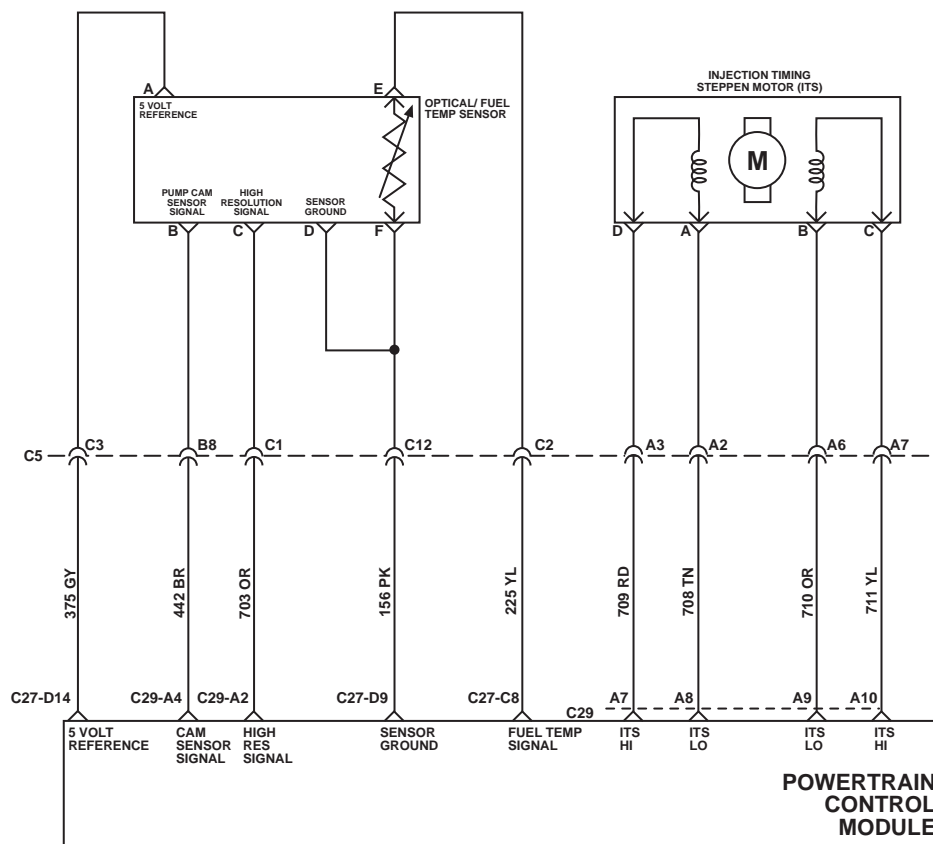 INJECTION TIMING
STEPPEN MOTOR (ITS)
A
E
5 VOLT
REFERENCE
OPTICAL/ FUEL
TEMP SENSOR
M
PUMP CAM
SENSOR
SIGNAL
HIGH
RESOLUTION
SIGNAL
SENSOR
GROUND
B
C
D
F
D
A
B
C
C5
C3
B8
C1
C12
C2
A3
A2
A6
A7
375 GY
442 BR
703 OR
156 PK
225 YL
709 RD
708 TN
710 OR
711 YL
C27-D14
C29-A4
C29-A2
C27-D9
C27-C8
C29
A7
A8
A9
A10
5 VOLT
REFERENCE
CAM
SENSOR
SIGNAL
HIGH
RES
SIGNAL
SENSOR
GROUND
FUEL TEMP
SIGNAL
ITS
HI
ITS
LO
ITS
LO
ITS
HI
POWERTRAIN
CONTROL
MODULE